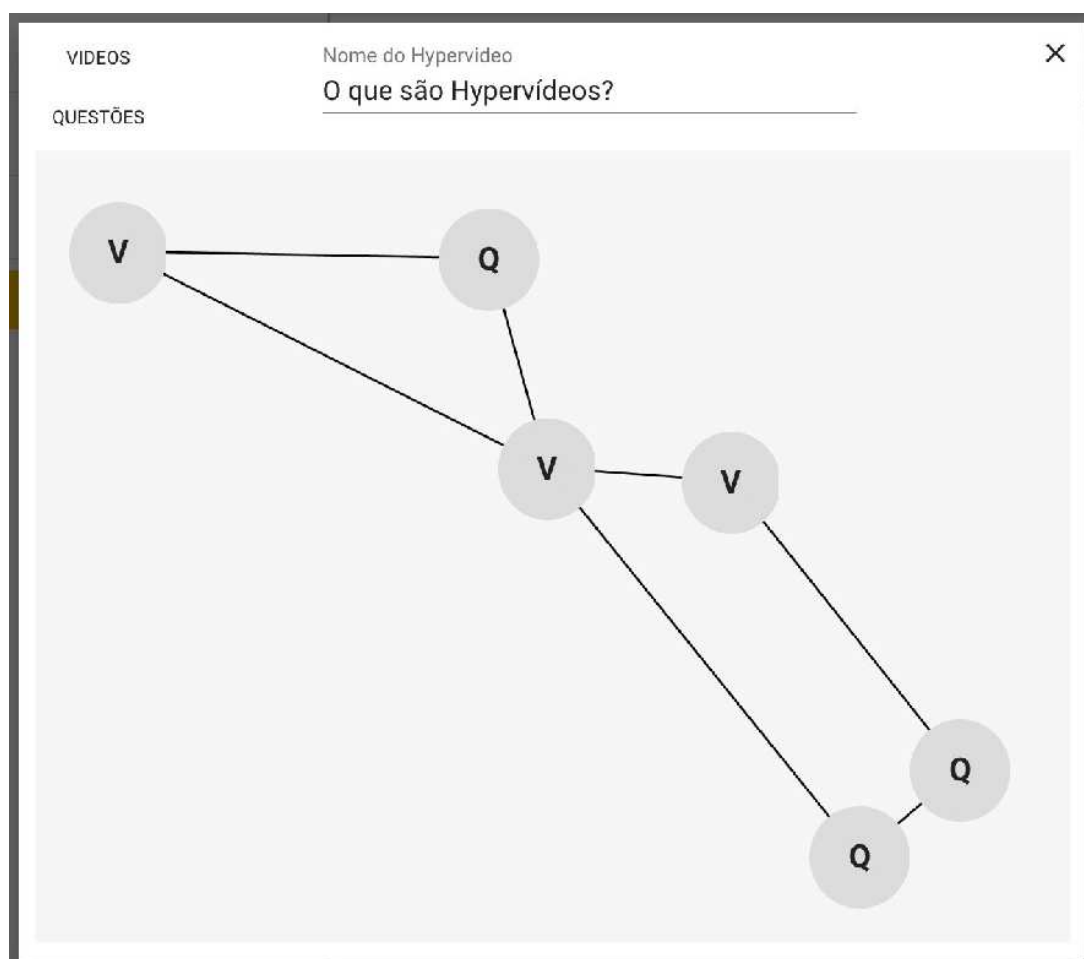 VIDEOS
Nome do Hypervideo
O que são Hypervídeos?
QUESTÕES
V
Q
V
V
Q
Q